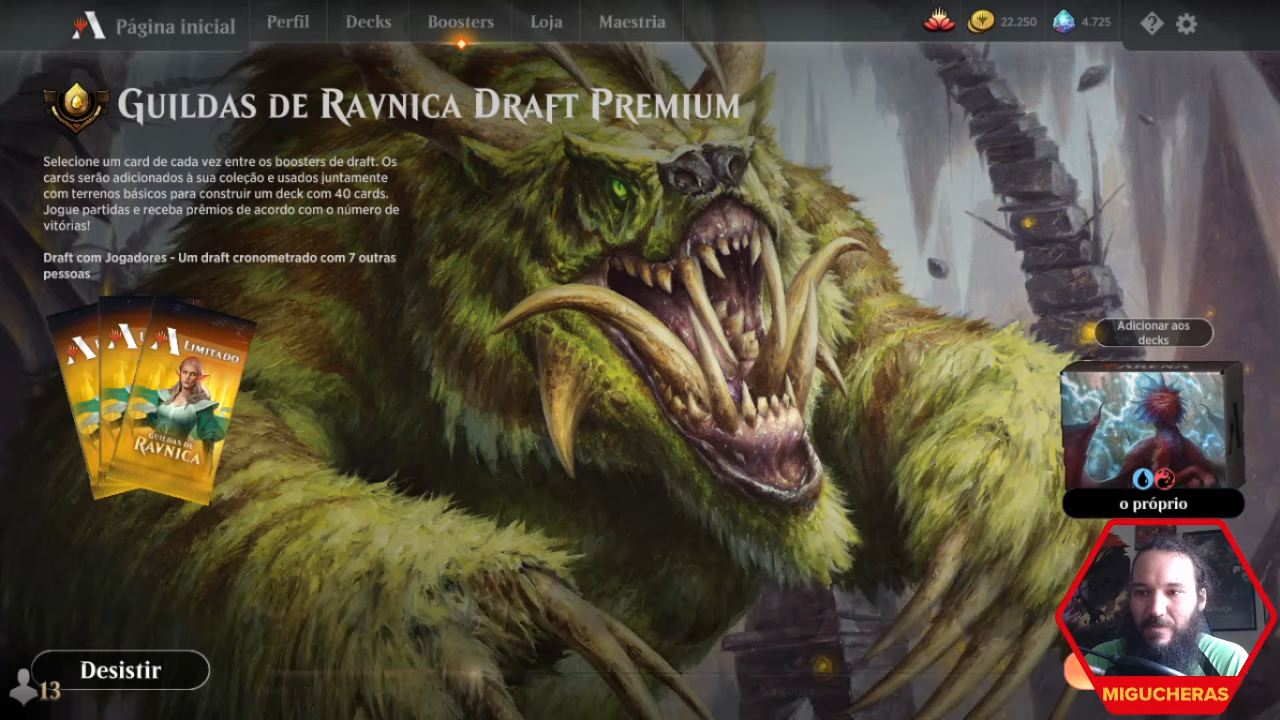 Página inicial
Perfil
Decks
Boosters
Loja
Maestria
22.250
4.725
Guildas de Ravnica Draft Premium
Selecione um card de cada vez entre os boosters de draft. Os
cards serão adicionados à sua coleção e usados juntamente
com terrenos básicos para construir um deck com 40 cards.
Jogue partidas e receba prêmios de acordo com o número de
vitórias!
Draft com Jogadores - Um draft cronometrado com 7 outras
pessoas
Limitado
Guildas de
Ravnica
Adicionar aos
decks
o próprio
Desistir
13
MIGUCHERAS